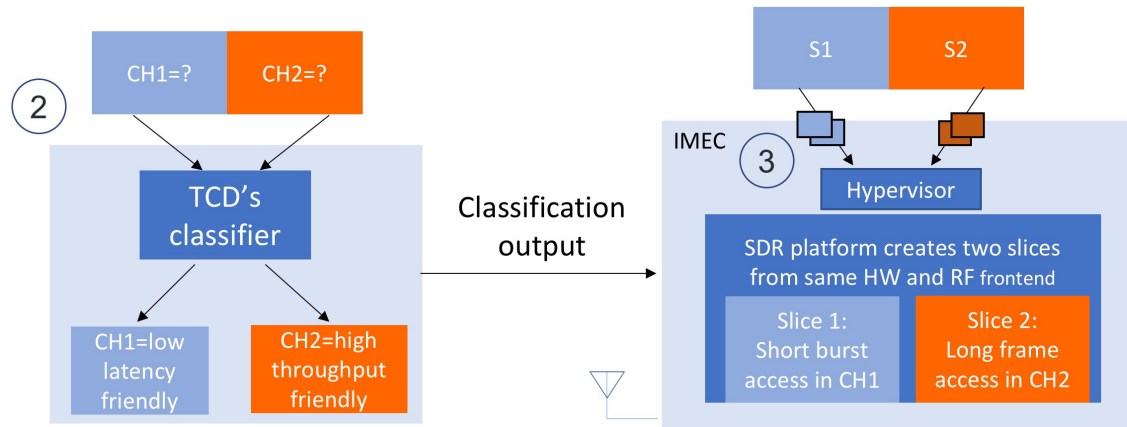 CH1=?
CH2=?
2
TCD's
classifier
CH1=low
latency
friendly
CH2=high
throughput
friendly
Classification
output
S1
S2
IMEC
3
Hypervisor
SDR platform creates two slices
from same HW and RF frontend
Slice 1:
Short burst
access in CH1
Slice 2:
Long frame
access in CH2